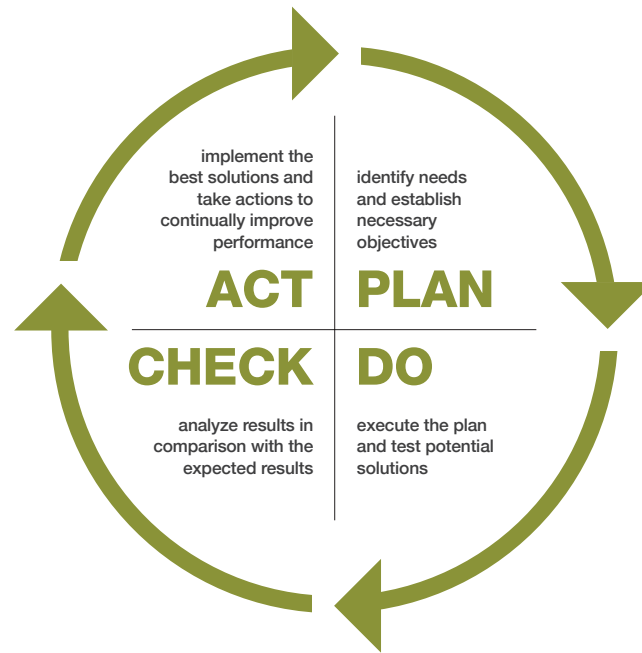 implement the
best solutions and
take actions to
continually improve
performance
ACT
identify needs
and establish
necessary
objectives
PLAN
CHECK
analyze results in
comparison with the
expected results
DO
execute the plan
and test potential
solutions